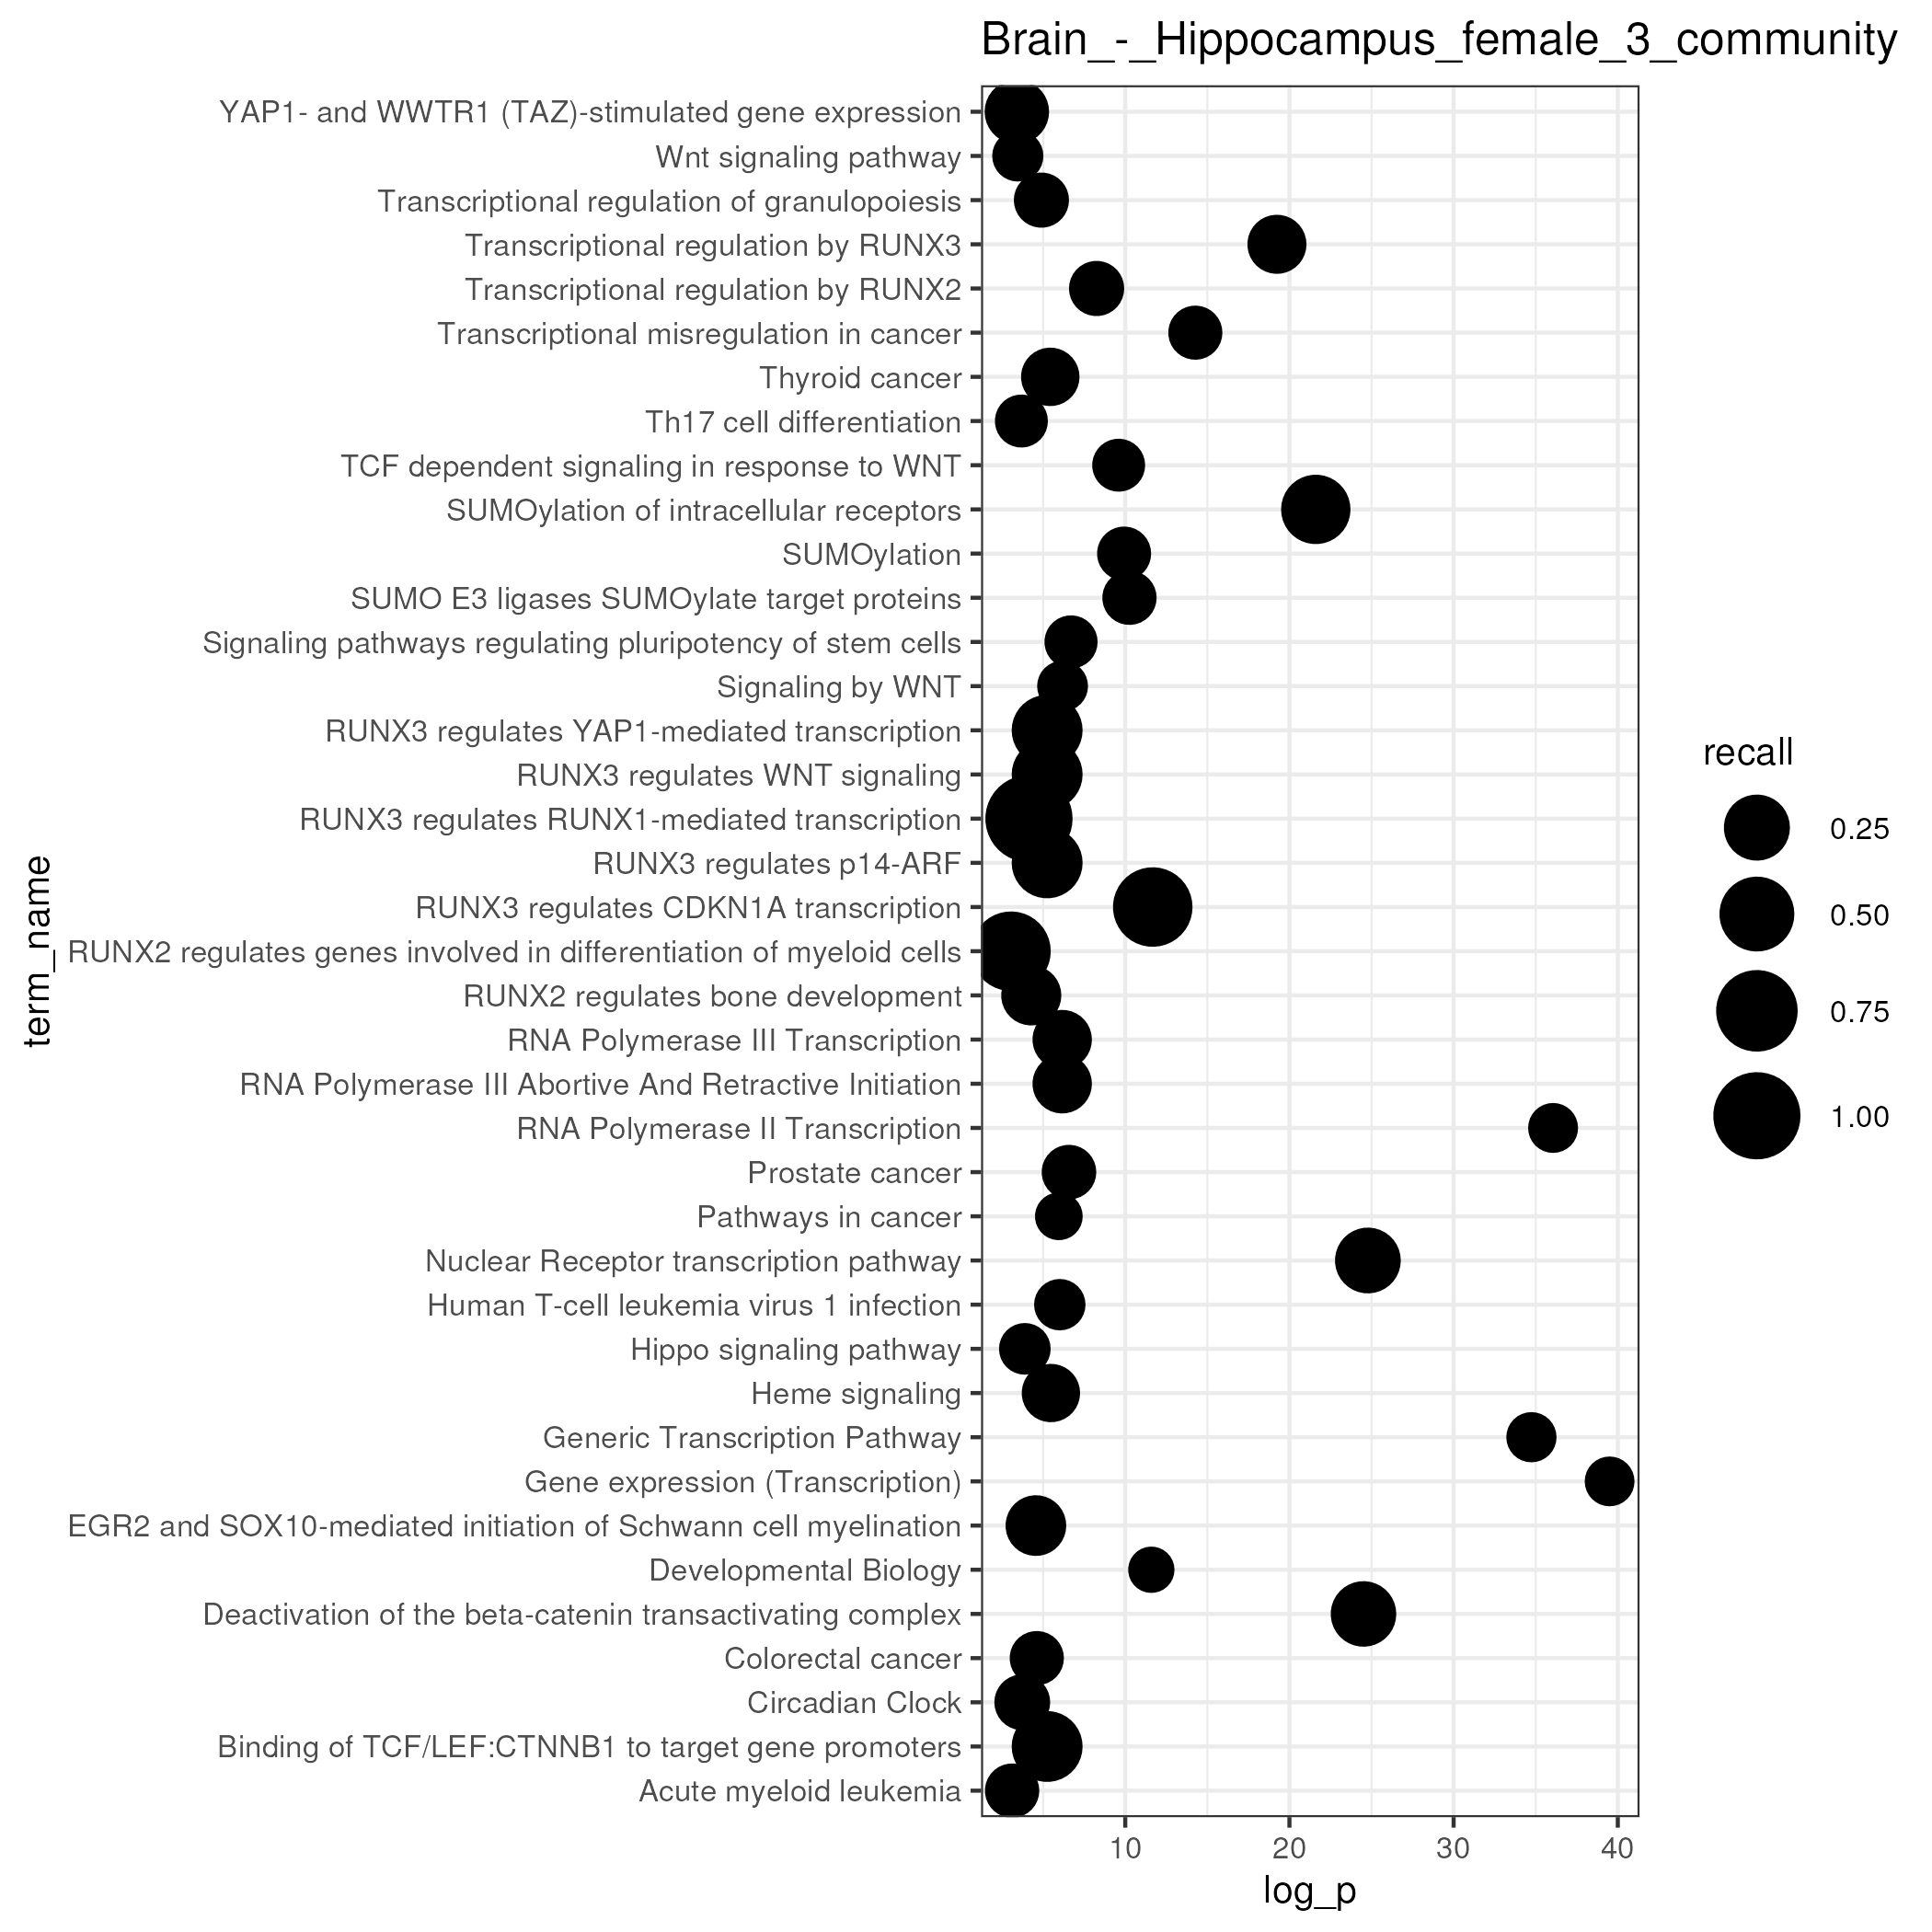 Brain_-_Hippocampus_female_3_community
YAP1- and WWTR1 (TAZ)-stimulated gene expression
Wnt signaling pathway
Transcriptional regulation of granulopoiesis
Transcriptional regulation by RUNX3
Transcriptional regulation by RUNX2
Transcriptional misregulation in cancer
Thyroid cancer
Th17 cell differentiation
TCF dependent signaling in response to WNT
SUMOylation of intracellular receptors
SUMOylation
SUMO E3 ligases SUMOylate target proteins
Signaling pathways regulating pluripotency of stem cells
Signaling by WNT
RUNX3 regulates YAP1-mediated transcription
RUNX3 regulates WNT signaling
RUNX3 regulates RUNX1-mediated transcription
RUNX3 regulates p14-ARF
RUNX3 regulates CDKN1A transcription
RUNX2 regulates genes involved in differentiation of myeloid cells
RUNX2 regulates bone development
RNA Polymerase III Transcription
RNA Polymerase III Abortive And Retractive Initiation
RNA Polymerase II Transcription
Prostate cancer
Pathways in cancer
Nuclear Receptor transcription pathway
Human T-cell leukemia virus 1 infection
Hippo signaling pathway
Heme signaling
Generic Transcription Pathway
Gene expression (Transcription)
EGR2 and SOX10-mediated initiation of Schwann cell myelination
Developmental Biology
Deactivation of the beta-catenin transactivating complex
Colorectal cancer
Circadian Clock
Binding of TCF/LEF:CTNNB1 to target gene promoters
Acute myeloid leukemia
term_name
10 20 30 40
log_p
recall
0.25
0.50
0.75
1.00